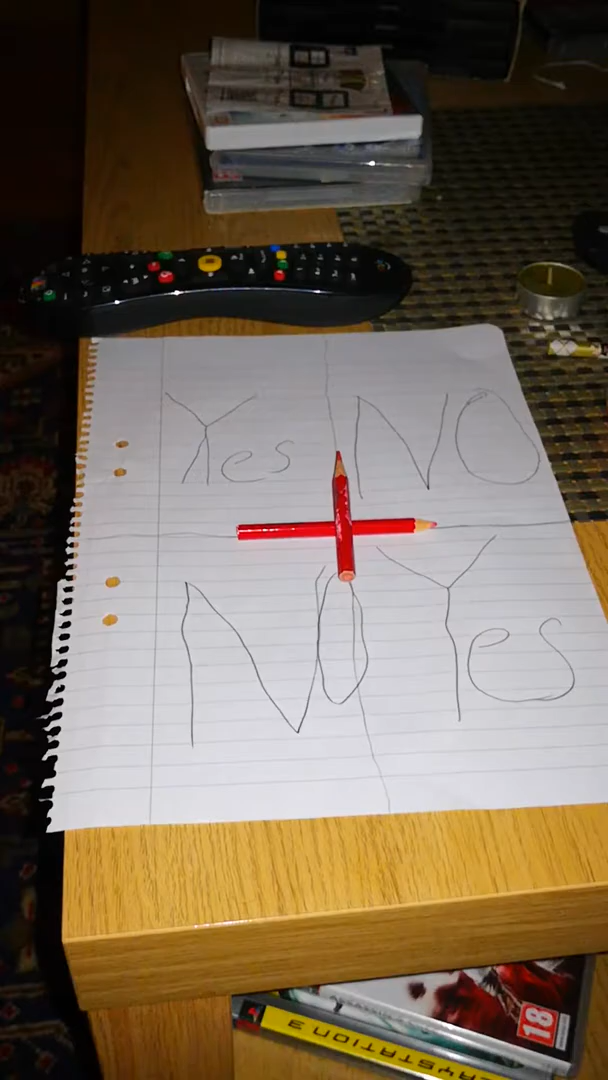 Yes NO
NO Yes
18
PLAYSTATION 3